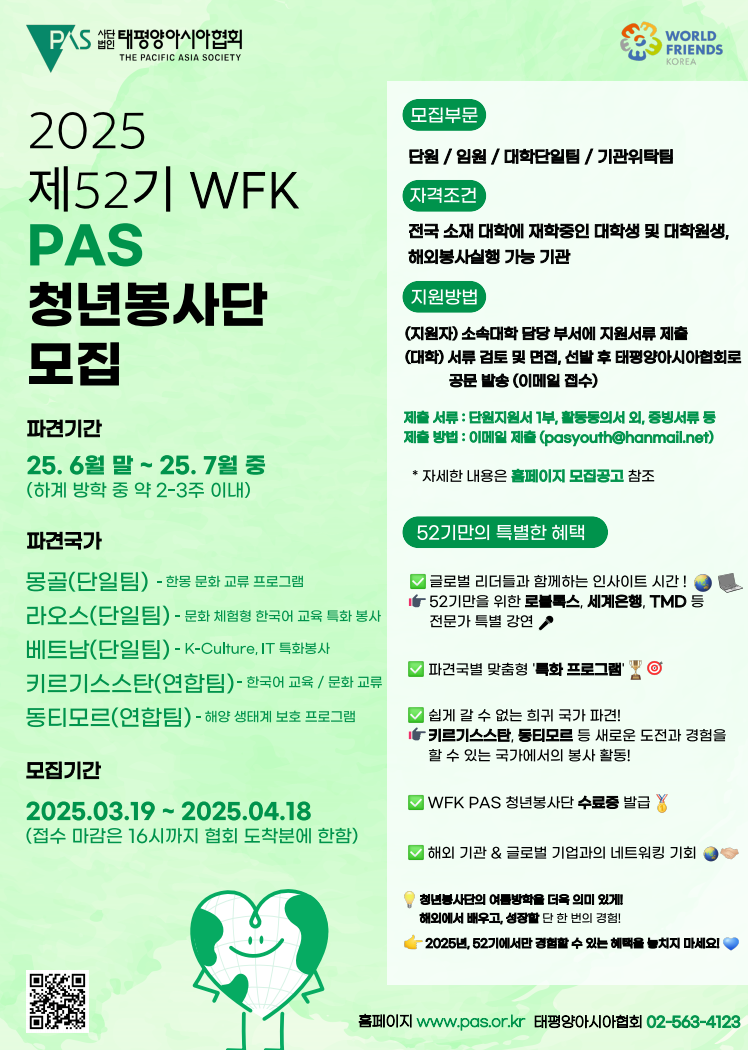 PAS 사단법인 태평양아시아협회
THE PACIFIC ASIA SOCIETY
WORLD
FRIENDS
KOREA
2025
제52기 WFK
PAS
청년봉사단
모집
파견기간
25. 6월 말 ~ 25. 7월 중
(하계 방학 중 약 2-3주 이내)
파견국가
몽골(단일팀) - 한몽 문화 교류 프로그램
라오스(단일팀) - 문화 체험형 한국어 교육 특화 봉사
베트남(단일팀) - K-Culture, IT 특화봉사
키르기스스탄(연합팀) - 한국어 교육 / 문화 교류
동티모르(연합팀) - 해양 생태계 보호 프로그램
모집기간
2025.03.19 ~ 2025.04.18
(접수 마감은 16시까지 협회 도착분에 한함)
모집부문
단원 / 임원 / 대학단일팀 / 기관위탁팀
자격조건
전국 소재 대학에 재학중인 대학생 및 대학원생,
해외봉사실행 가능 기관
지원방법
(지원자) 소속대학 담당 부서에 지원서류 제출
(대학) 서류 검토 및 면접, 선발 후 태평양아시아협회로
공문 발송 (이메일 접수)
제출 서류 : 단원지원서 1부, 활동동의서 외, 증빙서류 등
제출 방법 : 이메일 제출 (pasyouth@hanmail.net)
* 자세한 내용은 홈페이지 모집공고 참조
52기만의 특별한 혜택
✅ 글로벌 리더들과 함께하는 인사이트 시간 ! 🌏 💻
👉 52기만을 위한 로블록스, 세계은행, TMD 등
전문가 특별 강연 🎤
✅ 파견국별 맞춤형 '특화 프로그램' 🏆 🎯
✅ 쉽게 갈 수 없는 희귀 국가 파견!
👉 키르기스스탄, 동티모르 등 새로운 도전과 경험을
할 수 있는 국가에서의 봉사 활동!
✅ WFK PAS 청년봉사단 수료증 발급 🏅
✅ 해외 기관 & 글로벌 기업과의 네트워킹 기회 🌏🤝
💡 청년봉사단의 여름방학을 더욱 의미 있게!
해외에서 배우고, 성장할 단 한 번의 경험!
👉 2025년, 52기에서만 경험할 수 있는 혜택을 놓치지 마세요! 💙
홈페이지 www.pas.or.kr 태평양아시아협회 02-563-4123